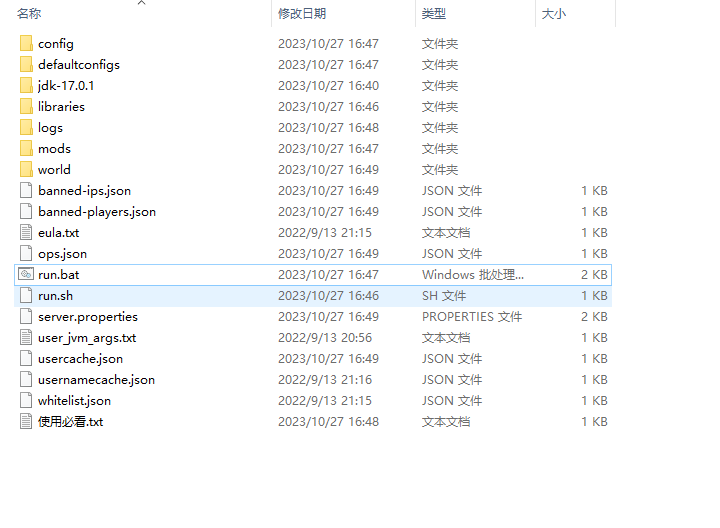 名称 修改日期 类型 大小
config 2023/10/27 16:47 文件夹
defaultconfigs 2023/10/27 16:47 文件夹
jdk-17.0.1 2023/10/27 16:40 文件夹
libraries 2023/10/27 16:46 文件夹
logs 2023/10/27 16:48 文件夹
mods 2023/10/27 16:47 文件夹
world 2023/10/27 16:49 文件夹
banned-ips.json 2023/10/27 16:49 JSON 文件 1 KB
banned-players.json 2023/10/27 16:49 JSON 文件 1 KB
eula.txt 2022/9/13 21:15 文本文档 1 KB
ops.json 2023/10/27 16:49 JSON 文件 1 KB
run.bat 2023/10/27 16:47 Windows 批处理... 2 KB
run.sh 2023/10/27 16:46 SH 文件 1 KB
server.properties 2023/10/27 16:49 PROPERTIES 文件 2 KB
user_jvm_args.txt 2022/9/13 20:56 文本文档 1 KB
usercache.json 2023/10/27 16:49 JSON 文件 1 KB
usernamecache.json 2022/9/13 21:16 JSON 文件 1 KB
whitelist.json 2022/9/13 21:15 JSON 文件 1 KB
使用必看.txt 2023/10/27 16:48 文本文档 1 KB